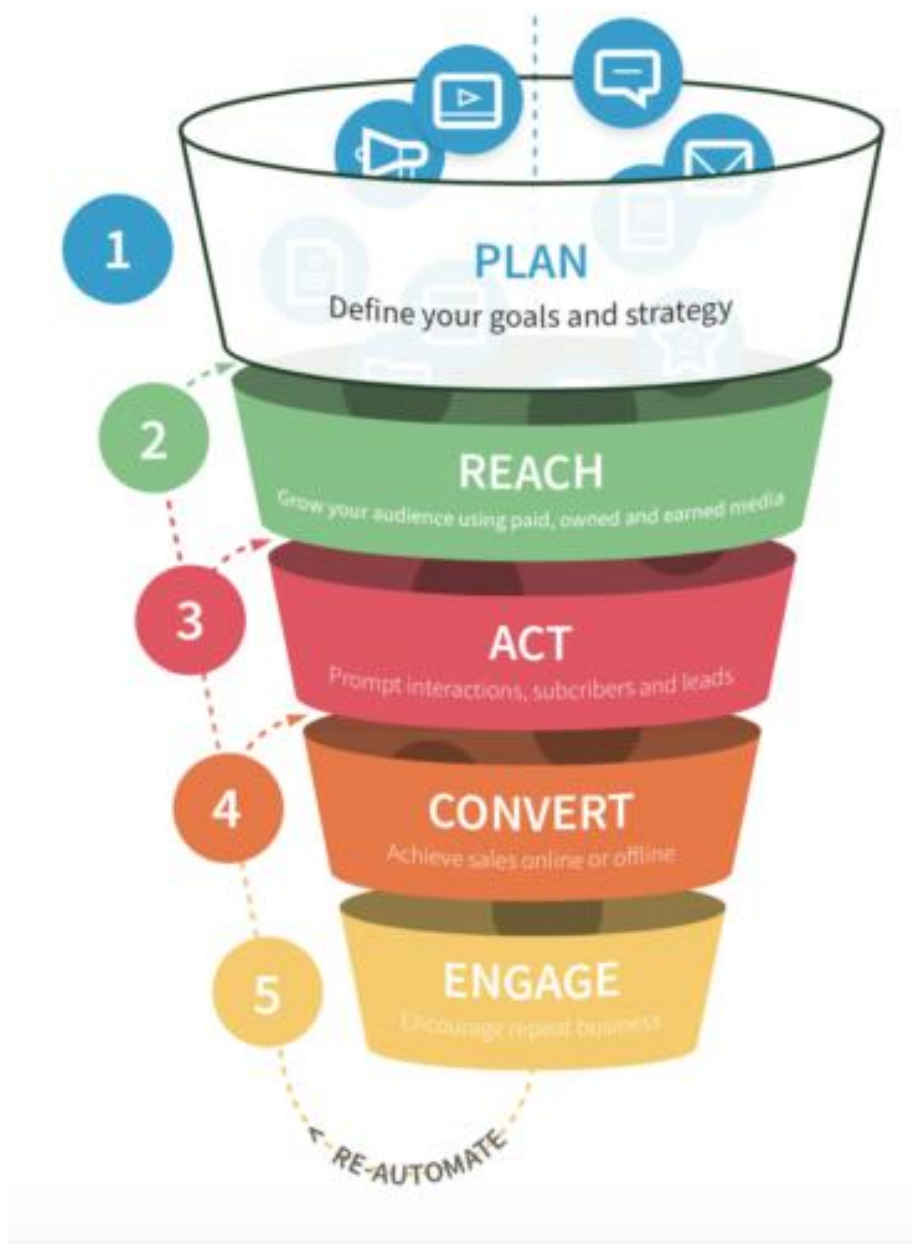 1
PLAN
Define your goals and strategy
2
REACH
Grow your audience using paid, owned and earned media
3
ACT
Prompt interactions, subcribers and leads
4
CONVERT
Achieve sales online or offline
5
ENGAGE
Encourage repeat business
< RE-AUTOMATE